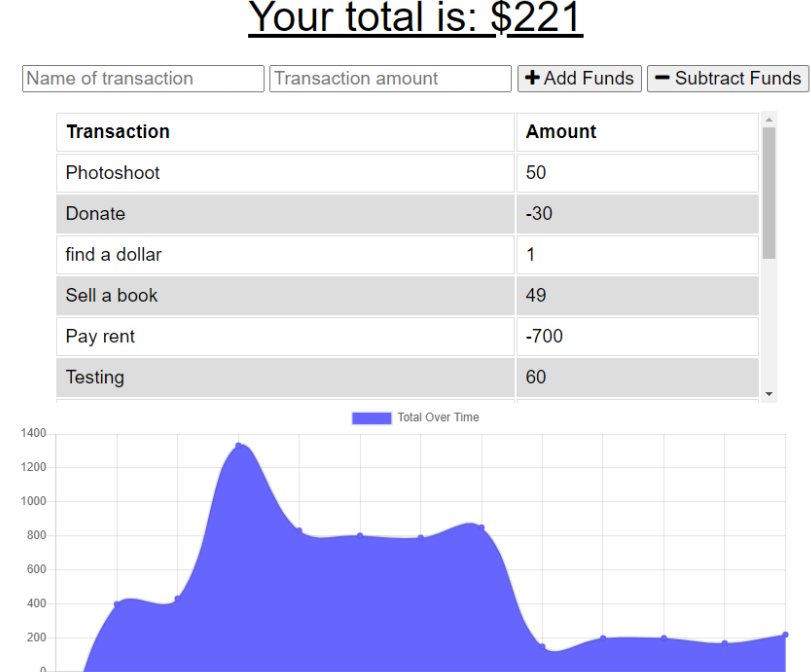 Your total is: $221
Name of transaction Transaction amount Add Funds Subtract Funds
Transaction Amount
Photoshoot 50
Donate -30
find a dollar 1
Sell a book 49
Pay rent -700
Testing 60
Total Over Time
1400
1200
1000
800
600
400
200
0